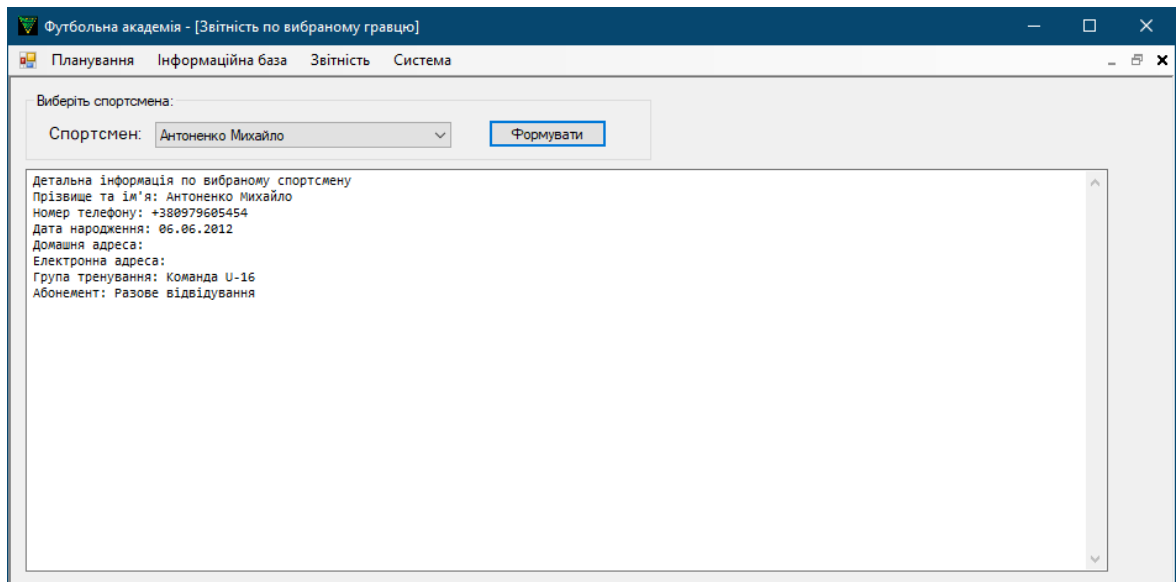 Футбольна академія - [Звітність по вибраному гравцю]
Планування Інформаційна база Звітність Система
Виберіть спортсмена:
Спортсмен: Антоненко Михайло Формувати
Детальна інформація по вибраному спортсмену
Прізвище та ім'я: Антоненко Михайло
Номер телефону: +380979605454
Дата народження: 06.06.2012
Домашня адреса:
Електронна адреса:
Група тренування: Команда U-16
Абонемент: Разове відвідування